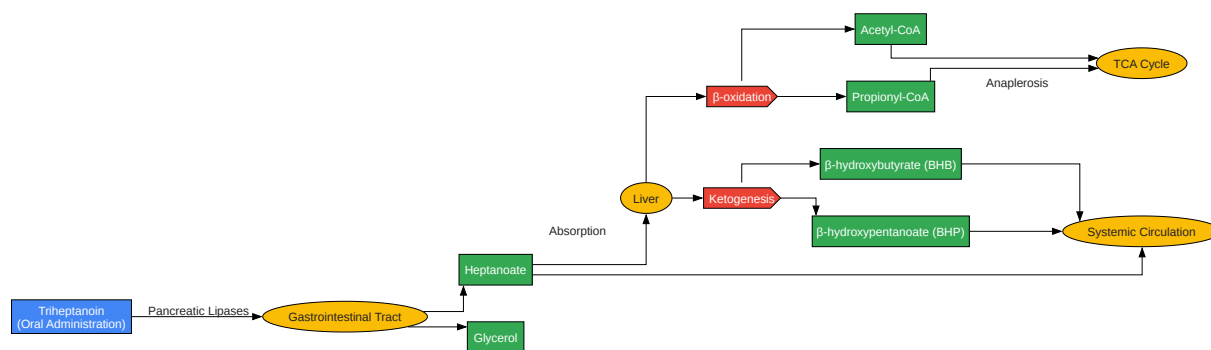 Acetyl-CoA
TCA Cycle
Anaplerosis
β-oxidation
Propionyl-CoA
β-hydroxybutyrate (BHB)
Liver
Ketogenesis
Absorption
β-hydroxypentanoate (BHP)
Systemic Circulation
Heptanoate
Triheptanoin
(Oral Administration)
Pancreatic Lipases
Gastrointestinal Tract
Glycerol